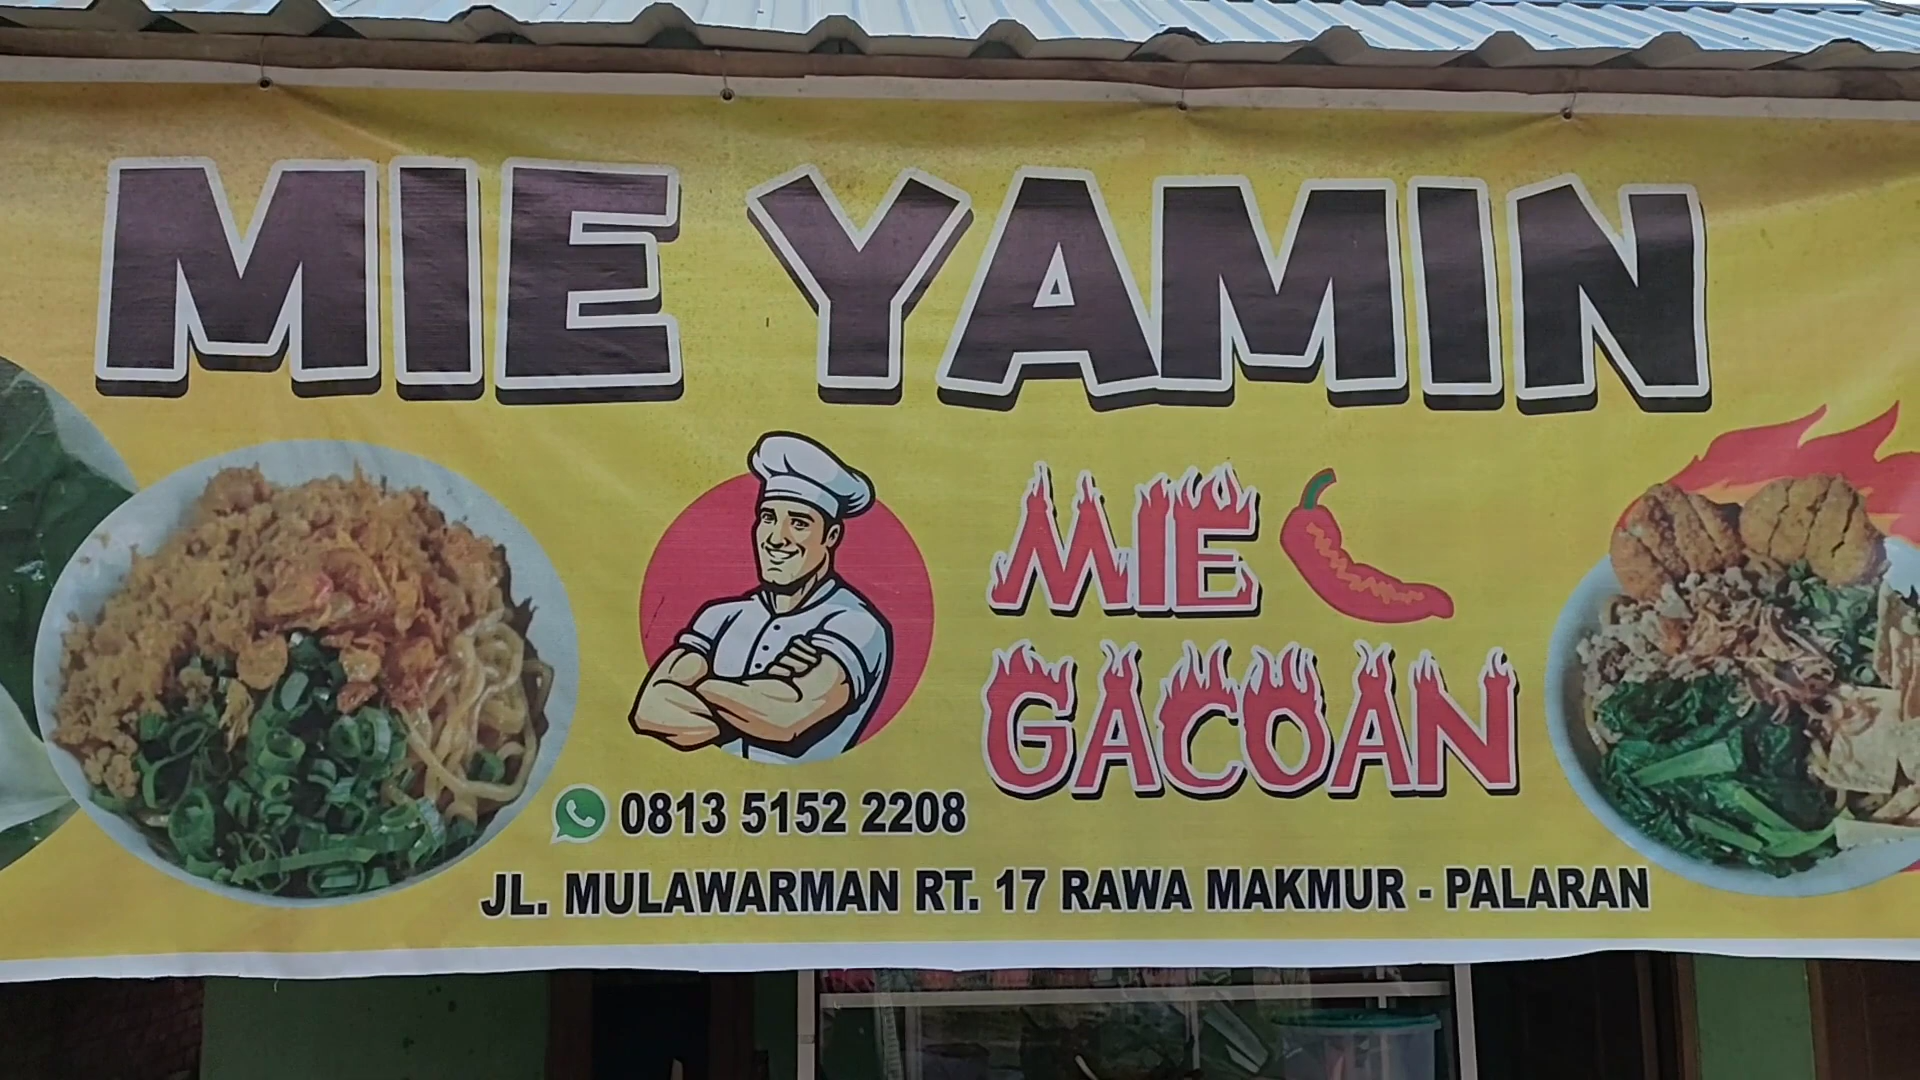 MIE YAMIN
MIE
GACOAN
0813 5152 2208
JL. MULAWARMAN RT. 17 RAWA MAKMUR - PALARAN